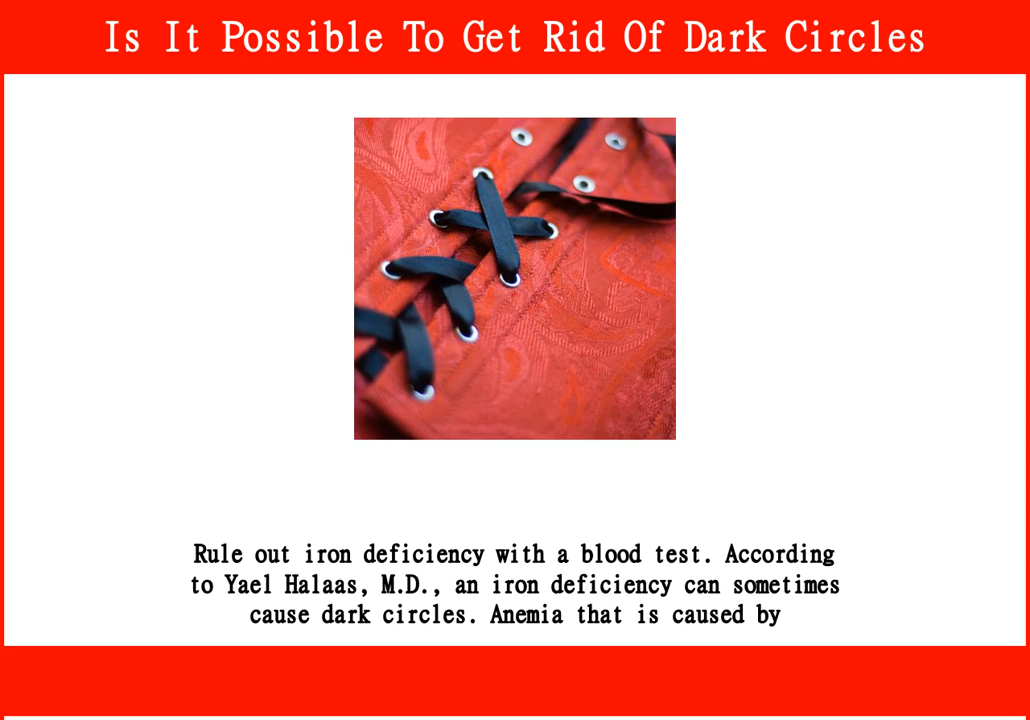 Is It Possible To Get Rid Of Dark Circles
Rule out iron deficiency with a blood test. According
to Yael Halaas, M.D., an iron deficiency can sometimes
cause dark circles. Anemia that is caused by